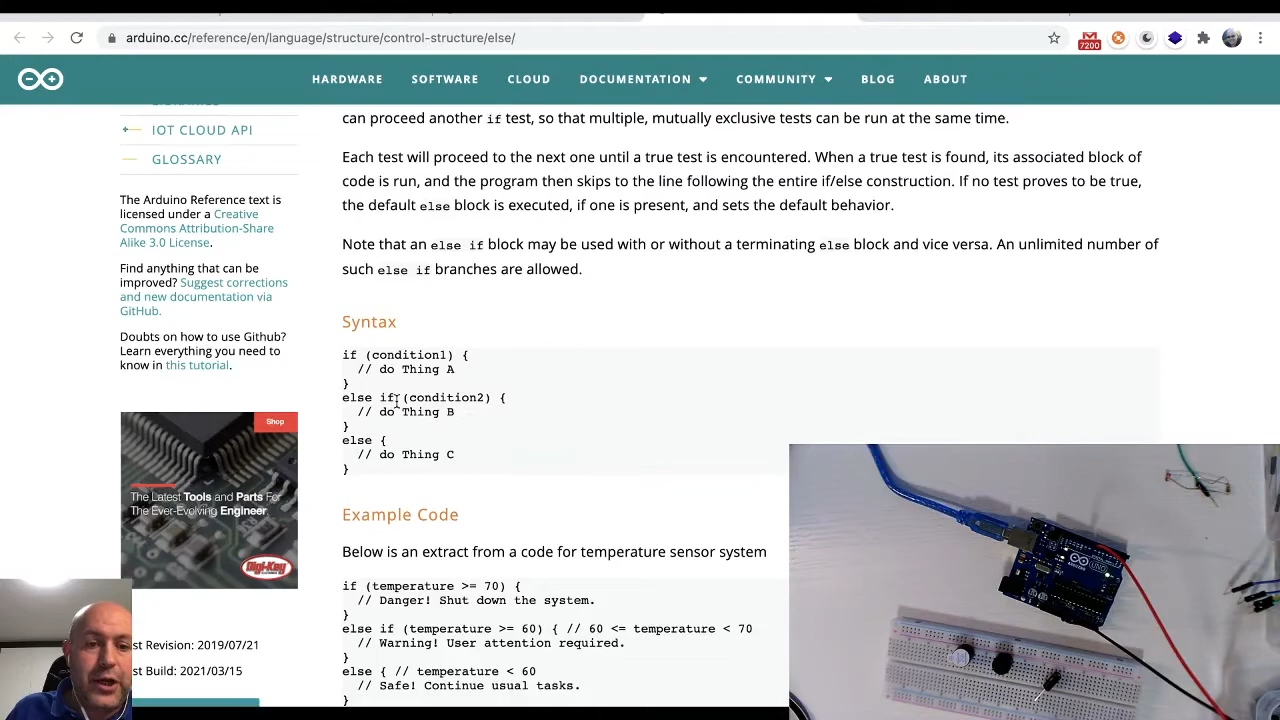 arduino.cc/reference/en/language/structure/control-structure/else/
7200
HARDWARE
SOFTWARE
CLOUD
DOCUMENTATION
COMMUNITY
BLOG
ABOUT
IOT CLOUD API
GLOSSARY
The Arduino Reference text is
licensed under a Creative
Commons Attribution-Share
Alike 3.0 License.
Find anything that can be
improved? Suggest corrections
and new documentation via
GitHub.
Doubts on how to use Github?
Learn everything you need to
know in this tutorial.
Shop
The Latest Tools and Parts For
The Ever-Evolving Engineer
Digi-Key
st Revision: 2019/07/21
st Build: 2021/03/15
can proceed another if test, so that multiple, mutually exclusive tests can be run at the same time.
Each test will proceed to the next one until a true test is encountered. When a true test is found, its associated block of
code is run, and the program then skips to the line following the entire if/else construction. If no test proves to be true,
the default else block is executed, if one is present, and sets the default behavior.
Note that an else if block may be used with or without a terminating else block and vice versa. An unlimited number of
such else if branches are allowed.
Syntax
if (condition1) {
// do Thing A
}
else if (condition2) {
// do Thing B
}
else {
// do Thing C
}
Example Code
Below is an extract from a code for temperature sensor system
if (temperature >= 70) {
// Danger! Shut down the system.
}
else if (temperature >= 60) { // 60 <= temperature < 70
// Warning! User attention required.
}
else { // temperature < 60
// Safe! Continue usual tasks.
}
UNO